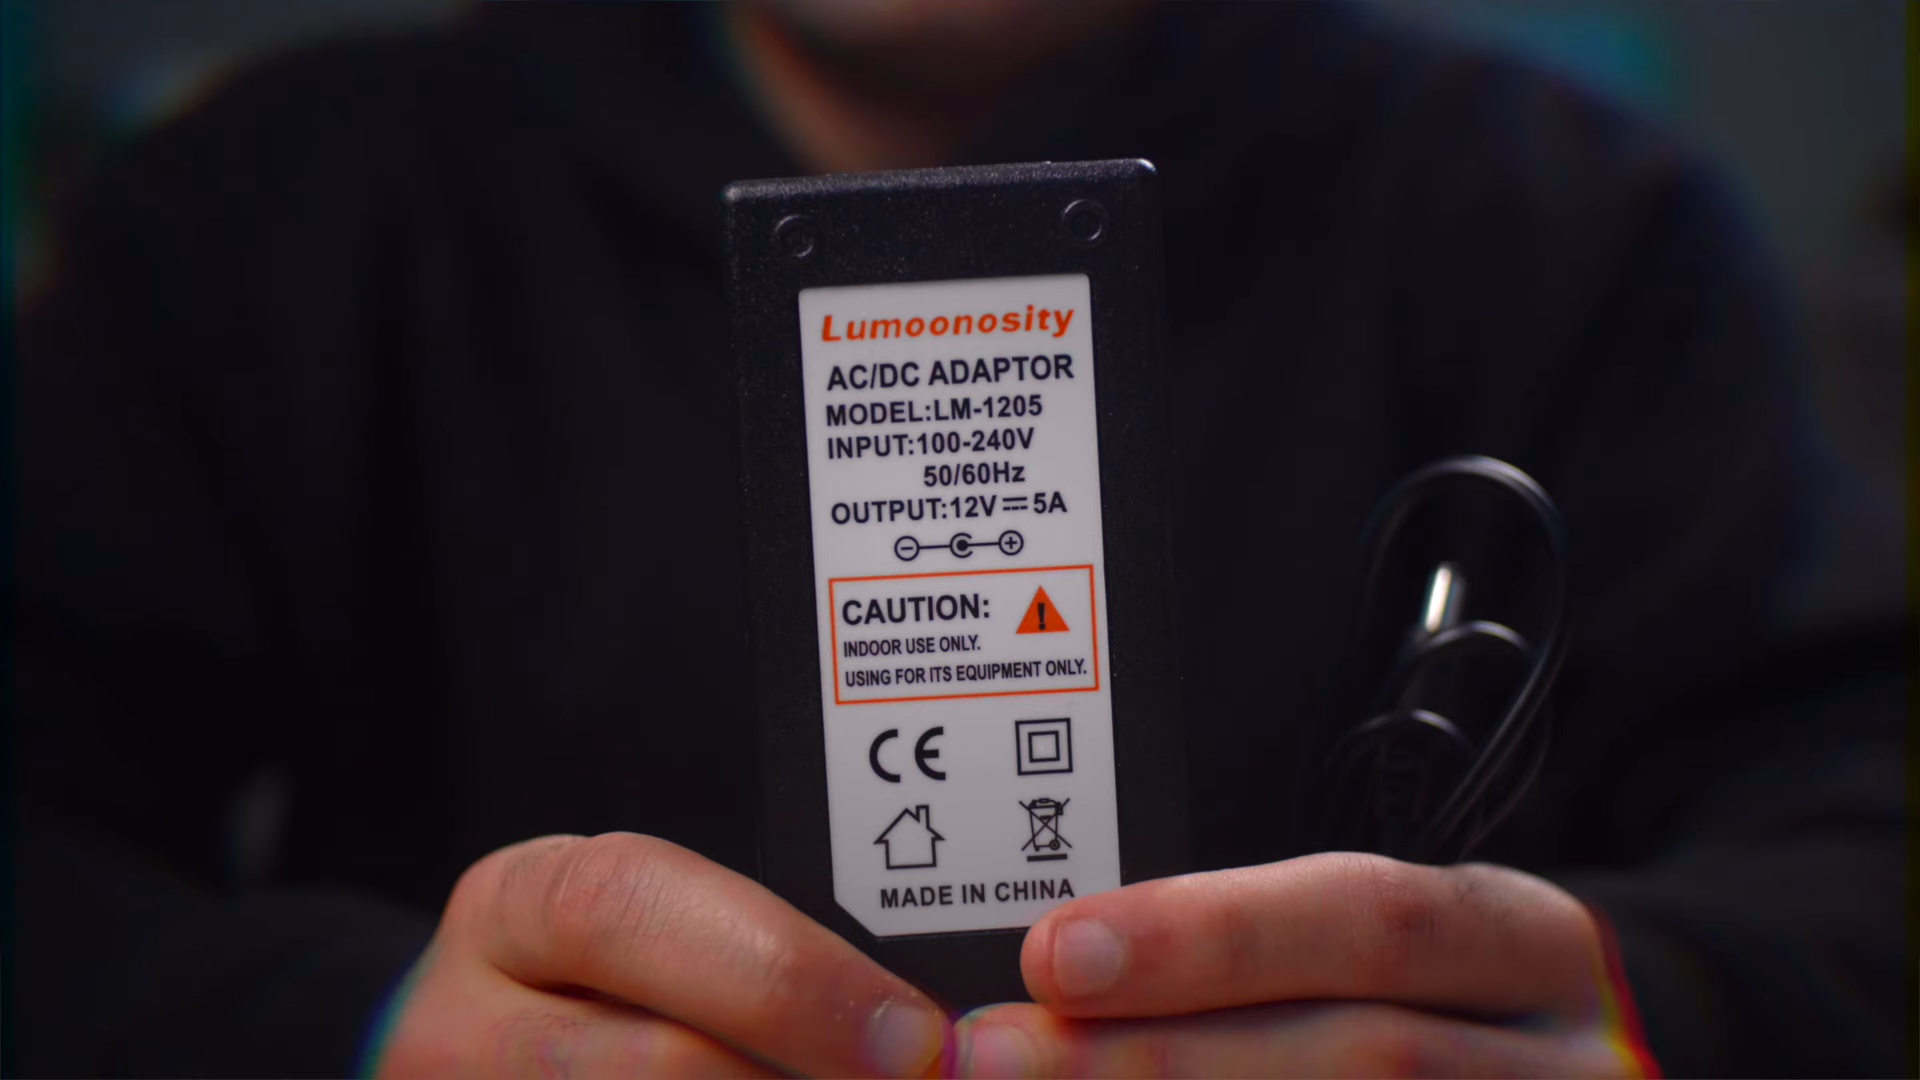 Lumoonosity
AC/DC ADAPTOR
MODEL:LM-1205
INPUT:100-240V
50/60Hz
OUTPUT:12V⎓5A
CAUTION:
INDOOR USE ONLY.
USING FOR ITS EQUIPMENT ONLY.
CE
MADE IN CHINA